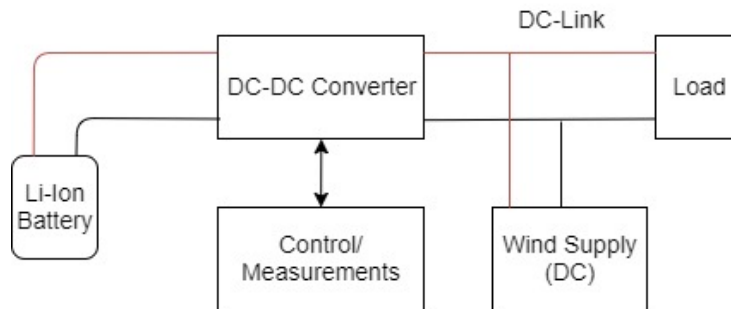 DC-Link
DC-DC Converter
Load
Li-Ion
Battery
Control/
Measurements
Wind Supply
(DC)